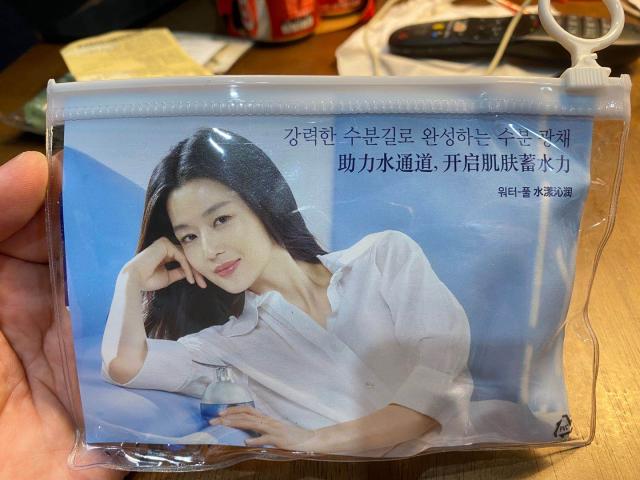 강력한 수분길로 완성하는 수분 광채
助力水通道, 开启肌肤蓄水力
워터-풀 水漾沁润